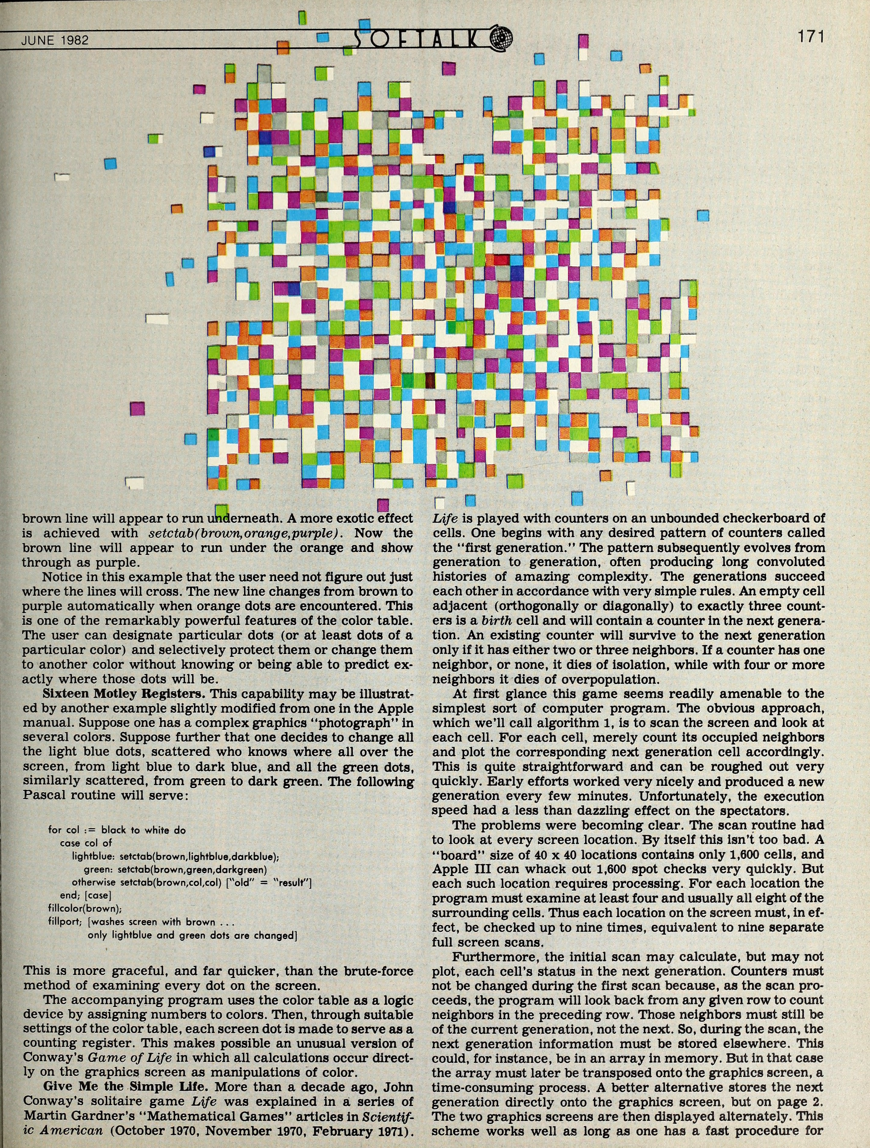 JUNE 1982
SOFTALK
171
brown line will appear to run underneath. A more exotic effect
is achieved with setctab(brown,orange,purple). Now the
brown line will appear to run under the orange and show
through as purple.
Notice in this example that the user need not figure out just
where the lines will cross. The new line changes from brown to
purple automatically when orange dots are encountered. This
is one of the remarkably powerful features of the color table.
The user can designate particular dots (or at least dots of a
particular color) and selectively protect them or change them
to another color without knowing or being able to predict ex-
actly where those dots will be.
Sixteen Motley Registers. This capability may be illustrat-
ed by another example slightly modified from one in the Apple
manual. Suppose one has a complex graphics "photograph" in
several colors. Suppose further that one decides to change all
the light blue dots, scattered who knows where all over the
screen, from light blue to dark blue, and all the green dots,
similarly scattered, from green to dark green. The following
Pascal routine will serve:
for col := black to white do
case col of
lightblue: setctab(brown,lightblue,darkblue);
green: setctab(brown,green,darkgreen)
otherwise setctab(brown,col,col) ["old" = "result"]
end; [case]
fillcolor(brown);
fillport; [washes screen with brown . . .
only lightblue and green dots are changed]
This is more graceful, and far quicker, than the brute-force
method of examining every dot on the screen.
The accompanying program uses the color table as a logic
device by assigning numbers to colors. Then, through suitable
settings of the color table, each screen dot is made to serve as a
counting register. This makes possible an unusual version of
Conway's Game of Life in which all calculations occur direct-
ly on the graphics screen as manipulations of color.
Give Me the Simple Life. More than a decade ago, John
Conway's solitaire game Life was explained in a series of
Martin Gardner's "Mathematical Games" articles in Scientif-
ic American (October 1970, November 1970, February 1971).
Life is played with counters on an unbounded checkerboard of
cells. One begins with any desired pattern of counters called
the "first generation." The pattern subsequently evolves from
generation to generation, often producing long convoluted
histories of amazing complexity. The generations succeed
each other in accordance with very simple rules. An empty cell
adjacent (orthogonally or diagonally) to exactly three count-
ers is a birth cell and will contain a counter in the next genera-
tion. An existing counter will survive to the next generation
only if it has either two or three neighbors. If a counter has one
neighbor, or none, it dies of isolation, while with four or more
neighbors it dies of overpopulation.
At first glance this game seems readily amenable to the
simplest sort of computer program. The obvious approach,
which we'll call algorithm 1, is to scan the screen and look at
each cell. For each cell, merely count its occupied neighbors
and plot the corresponding next generation cell accordingly.
This is quite straightforward and can be roughed out very
quickly. Early efforts worked very nicely and produced a new
generation every few minutes. Unfortunately, the execution
speed had a less than dazzling effect on the spectators.
The problems were becoming clear. The scan routine had
to look at every screen location. By itself this isn't too bad. A
"board" size of 40 x 40 locations contains only 1,600 cells, and
Apple III can whack out 1,600 spot checks very quickly. But
each such location requires processing. For each location the
program must examine at least four and usually all eight of the
surrounding cells. Thus each location on the screen must, in ef-
fect, be checked up to nine times, equivalent to nine separate
full screen scans.
Furthermore, the initial scan may calculate, but may not
plot, each cell's status in the next generation. Counters must
not be changed during the first scan because, as the scan pro-
ceeds, the program will look back from any given row to count
neighbors in the preceding row. Those neighbors must still be
of the current generation, not the next. So, during the scan, the
next generation information must be stored elsewhere. This
could, for instance, be in an array in memory. But in that case
the array must later be transposed onto the graphics screen, a
time-consuming process. A better alternative stores the next
generation directly onto the graphics screen, but on page 2.
The two graphics screens are then displayed alternately. This
scheme works well as long as one has a fast procedure for